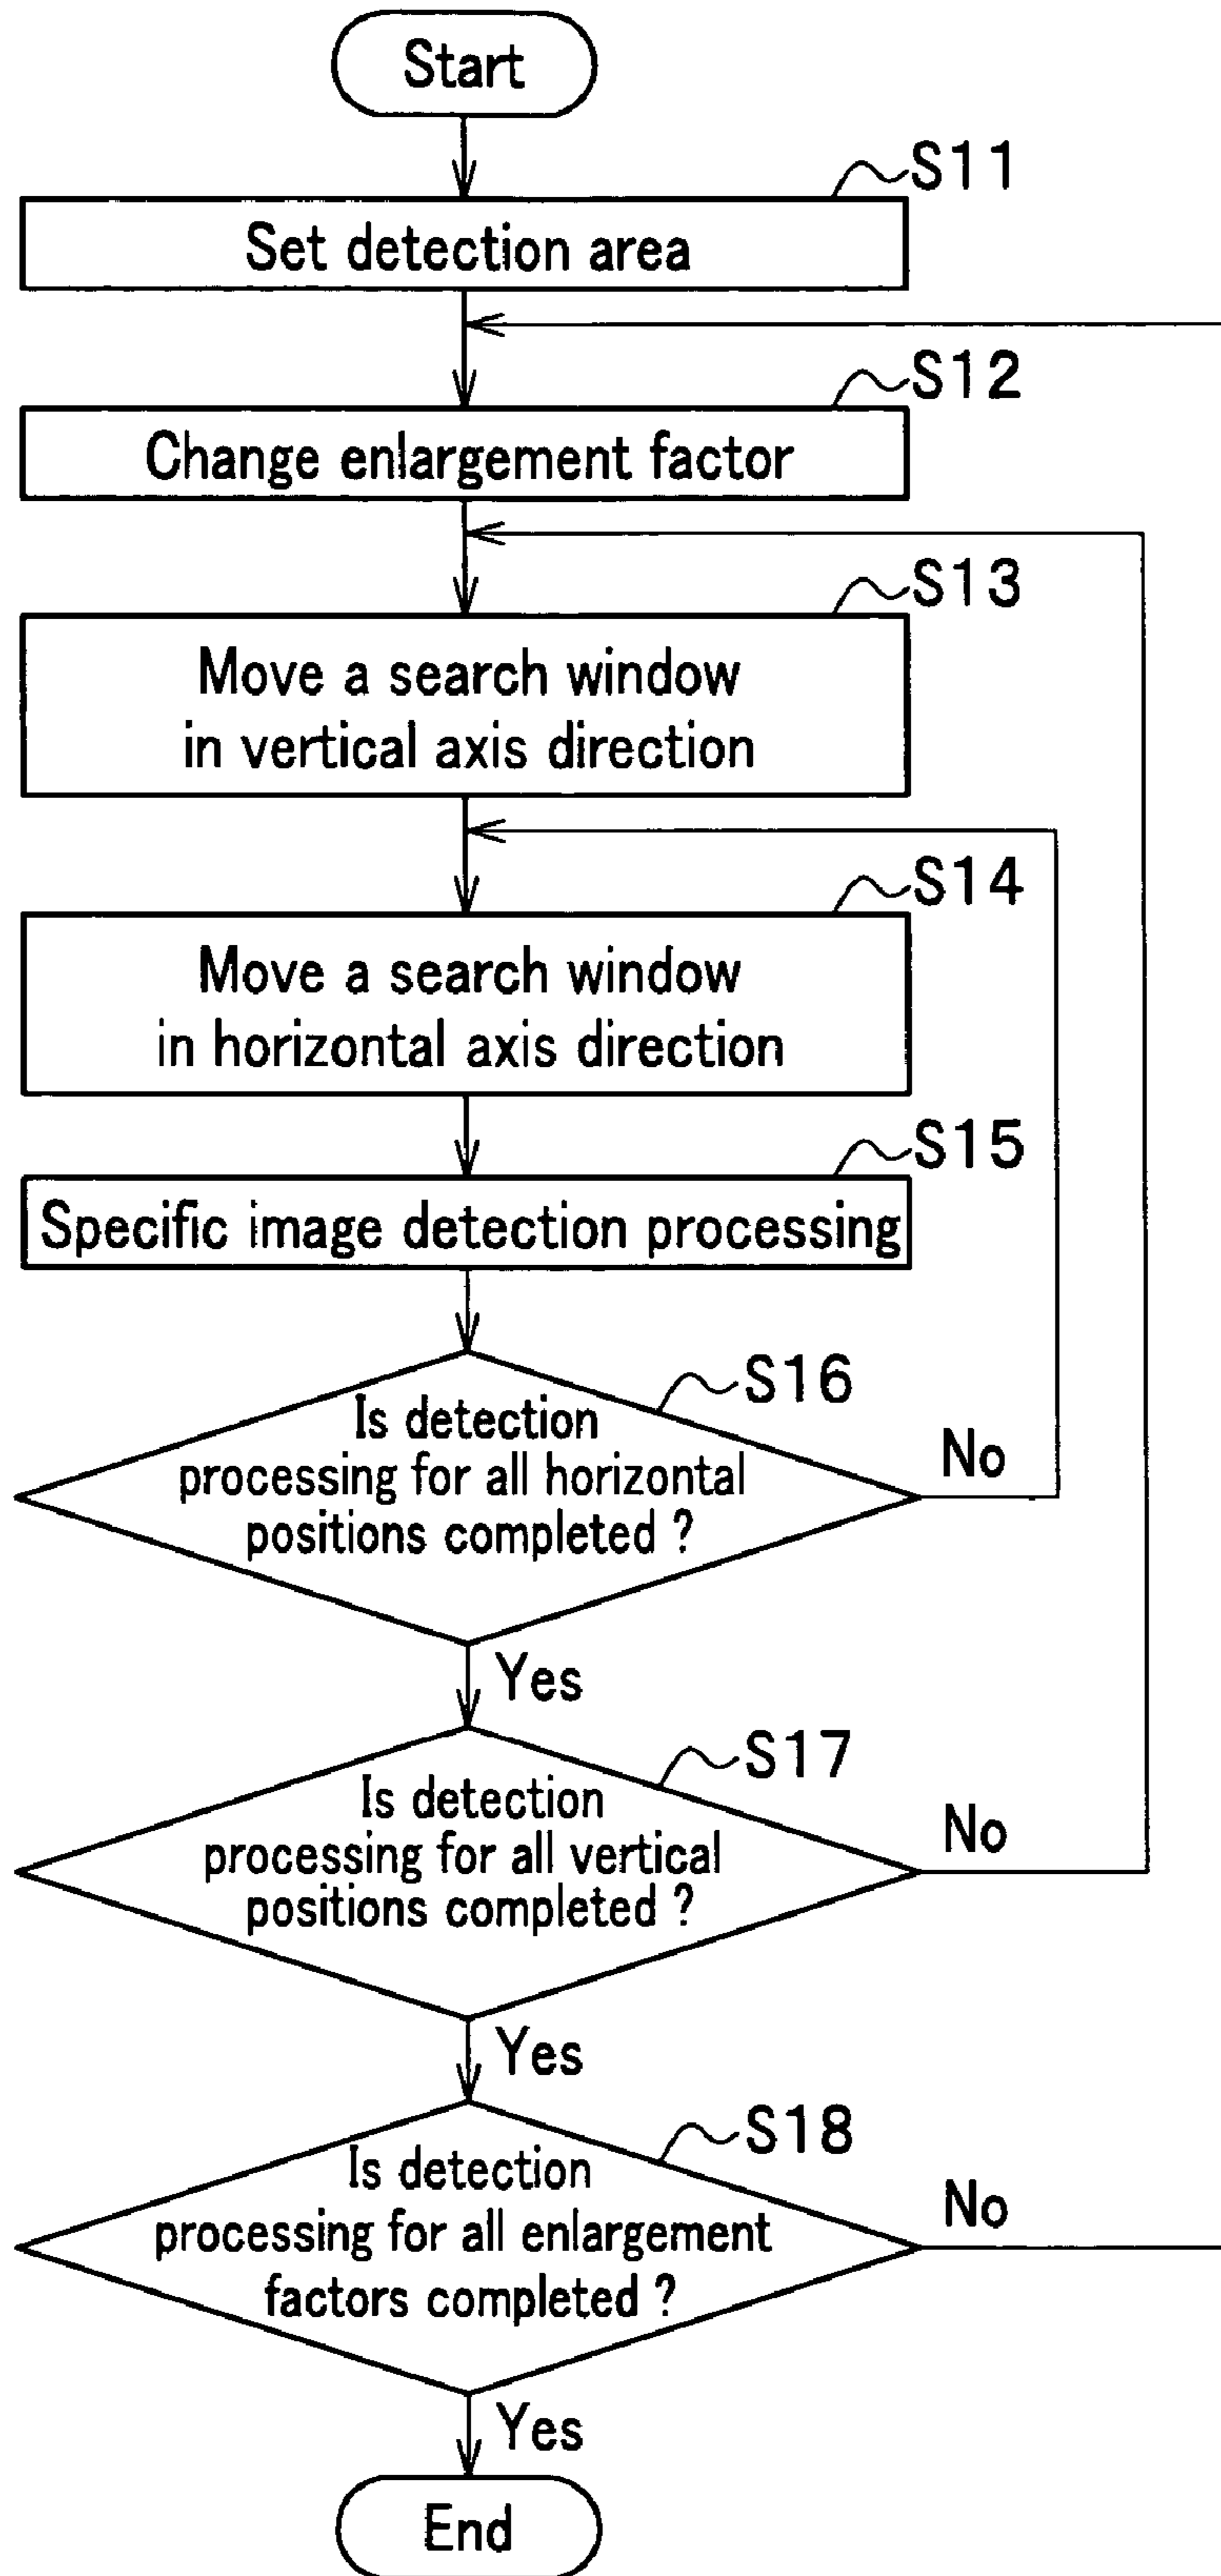 Start
S11
Set detection area
S12
Change enlargement factor
S13
Move a search window
in vertical axis direction
S14
Move a search window
in horizontal axis direction
S15
Specific image detection processing
S16
Is detection
processing for all horizontal
positions completed ?
No
Yes
S17
Is detection
processing for all vertical
positions completed ?
No
Yes
S18
Is detection
processing for all enlargement
factors completed ?
No
Yes
End